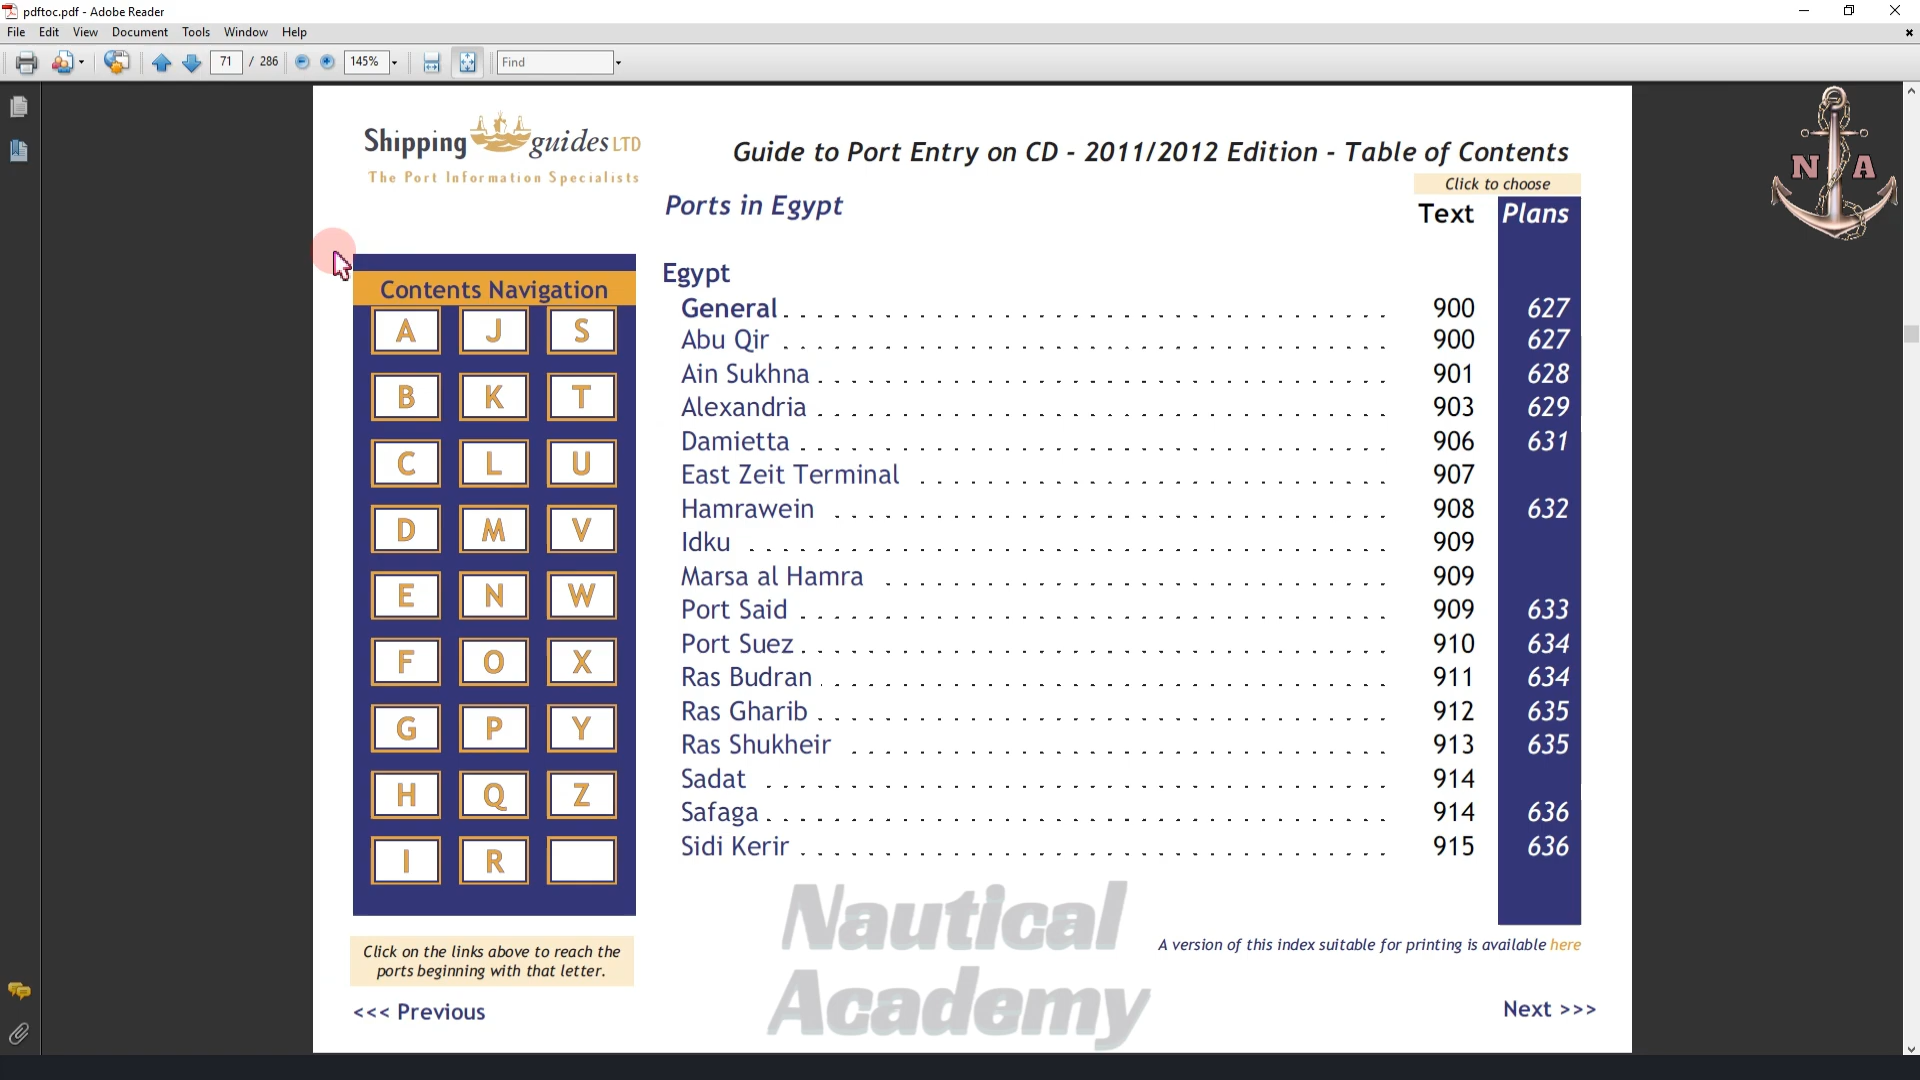 pdftoc.pdf - Adobe Reader
File Edit View Document Tools Window Help
71 / 286 145% Find
Shipping guides LTD
The Port Information Specialists
Guide to Port Entry on CD - 2011/2012 Edition - Table of Contents
Click to choose
Ports in Egypt
Text Plans
N A
Contents Navigation
A J S
B K T
C L U
D M V
E N W
F O X
G P Y
H Q Z
I R
Egypt
General 900 627
Abu Qir 900 627
Ain Sukhna 901 628
Alexandria 903 629
Damietta 906 631
East Zeit Terminal 907
Hamrawein 908 632
Idku 909
Marsa al Hamra 909
Port Said 909 633
Port Suez 910 634
Ras Budran 911 634
Ras Gharib 912 635
Ras Shukheir 913 635
Sadat 914
Safaga 914 636
Sidi Kerir 915 636
Nautical
Academy
A version of this index suitable for printing is available here
Click on the links above to reach the
ports beginning with that letter.
<<< Previous
Next >>>